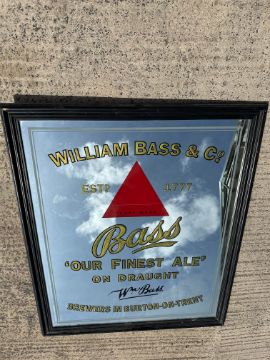 WILLIAM BASS & Cº
ESTD 1777
Bass
'OUR FINEST ALE'
ON DRAUGHT
Wm Bass
BREWERS IN BURTON-ON-TRENT